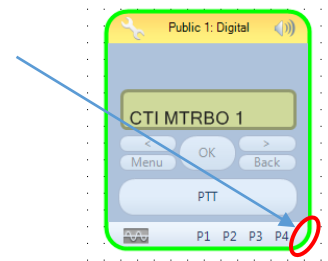 Public 1: Digital
CTI MTRBO 1
< >
Menu OK Back
PTT
P1 P2 P3 P4